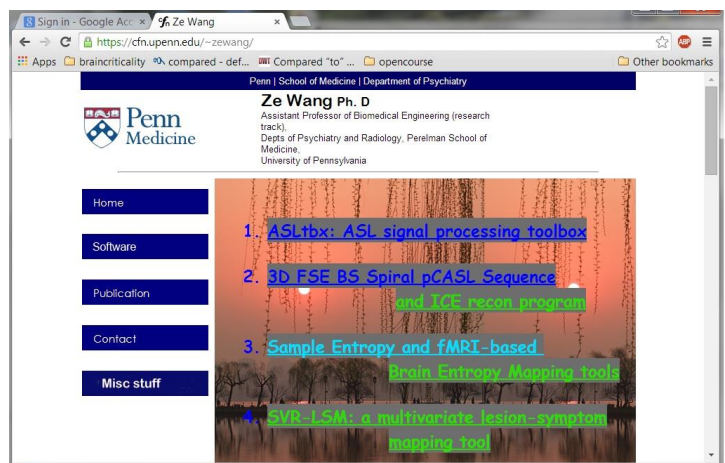 Sign in - Google Acc
Ze Wang
https://cfn.upenn.edu/~zewang/
ABP
Apps
braincriticality
compared - def...
Compared "to" ...
opencourse
Other bookmarks
Penn | School of Medicine | Department of Psychiatry
Penn
Medicine
Ze Wang Ph. D
Assistant Professor of Biomedical Engineering (research
track),
Depts of Psychiatry and Radiology, Perelman School of
Medicine,
University of Pennsylvania
Home
Software
Publication
Contact
Misc stuff
1. ASLtbx: ASL signal processing toolbox
2. 3D FSE BS Spiral pCASL Sequence
and ICE recon program
3. Sample Entropy and fMRI-based
Brain Entropy Mapping tools
4. SVR-LSM: a multivariate lesion-symptom
mapping tool